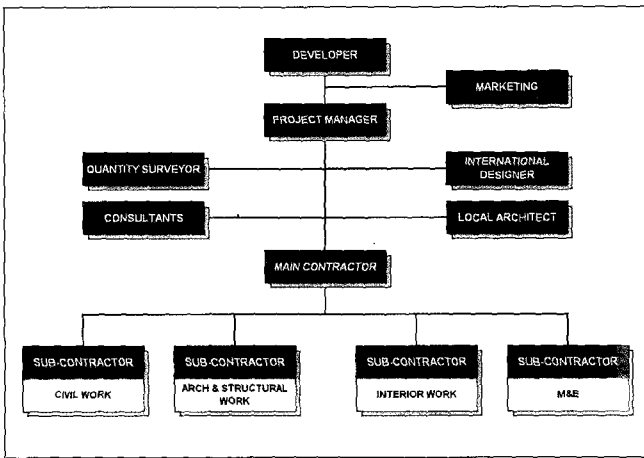 DEVELOPER
MARKETING
PROJECT MANAGER
QUANTITY SURVEYOR
INTERNATIONAL
DESIGNER
CONSULTANTS
LOCAL ARCHITECT
MAIN CONTRACTOR
SUB-CONTRACTOR
CIVIL WORK
SUB-CONTRACTOR
ARCH & STRUCTURAL
WORK
SUB-CONTRACTOR
INTERIOR WORK
SUB-CONTRACTOR
M&E